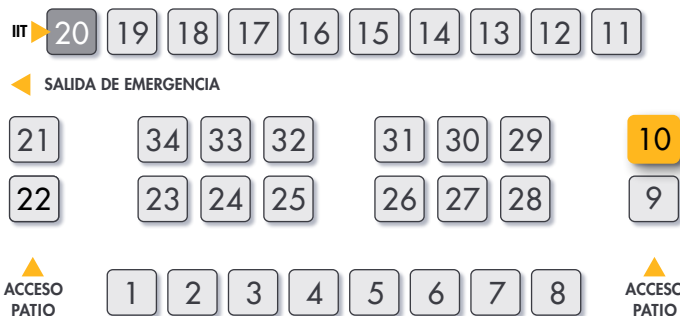 IIT 20 19 18 17 16 15 14 13 12 11
SALIDA DE EMERGENCIA
21 34 33 32 31 30 29 10
22 23 24 25 26 27 28 9
ACCESO PATIO 1 2 3 4 5 6 7 8 ACCESO PATIO